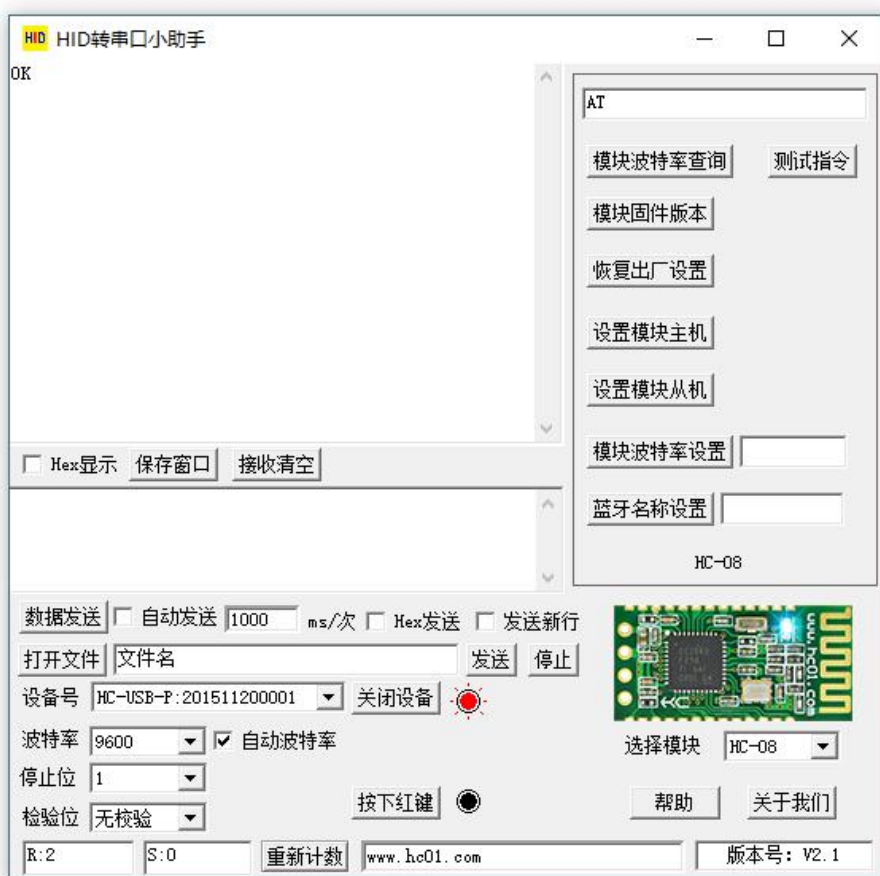 HID HID转串口小助手
OK
AT
模块波特率查询 测试指令
模块固件版本
恢复出厂设置
设置模块主机
设置模块从机
模块波特率设置
蓝牙名称设置
HC-08
Hex显示 保存窗口 接收清空
数据发送 自动发送 1000 ms/次 Hex发送 发送新行
打开文件 文件名 发送 停止
设备号 HC-USB-P:201511200001 关闭设备
波特率 9600 自动波特率
停止位 1
检验位 无校验
按下红键
www.hc01.com
HC
选择模块 HC-08
帮助 关于我们
R:2 S:0 重新计数 www.hc01.com 版本号: V2.1